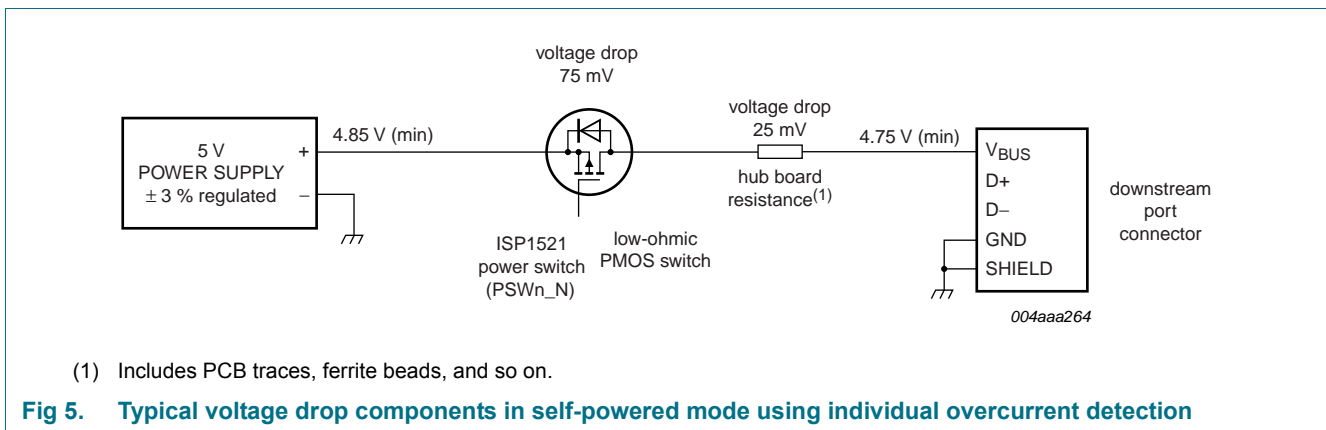 voltage drop
75 mV
voltage drop
25 mV
4.85 V (min)
4.75 V (min)
5 V
POWER SUPPLY
± 3 % regulated
+
−
hub board
resistance(1)
ISP1521
power switch
(PSWn_N)
low-ohmic
PMOS switch
VBUS
D+
D−
GND
SHIELD
downstream
port
connector
004aaa264
(1) Includes PCB traces, ferrite beads, and so on.
Fig 5. Typical voltage drop components in self-powered mode using individual overcurrent detection